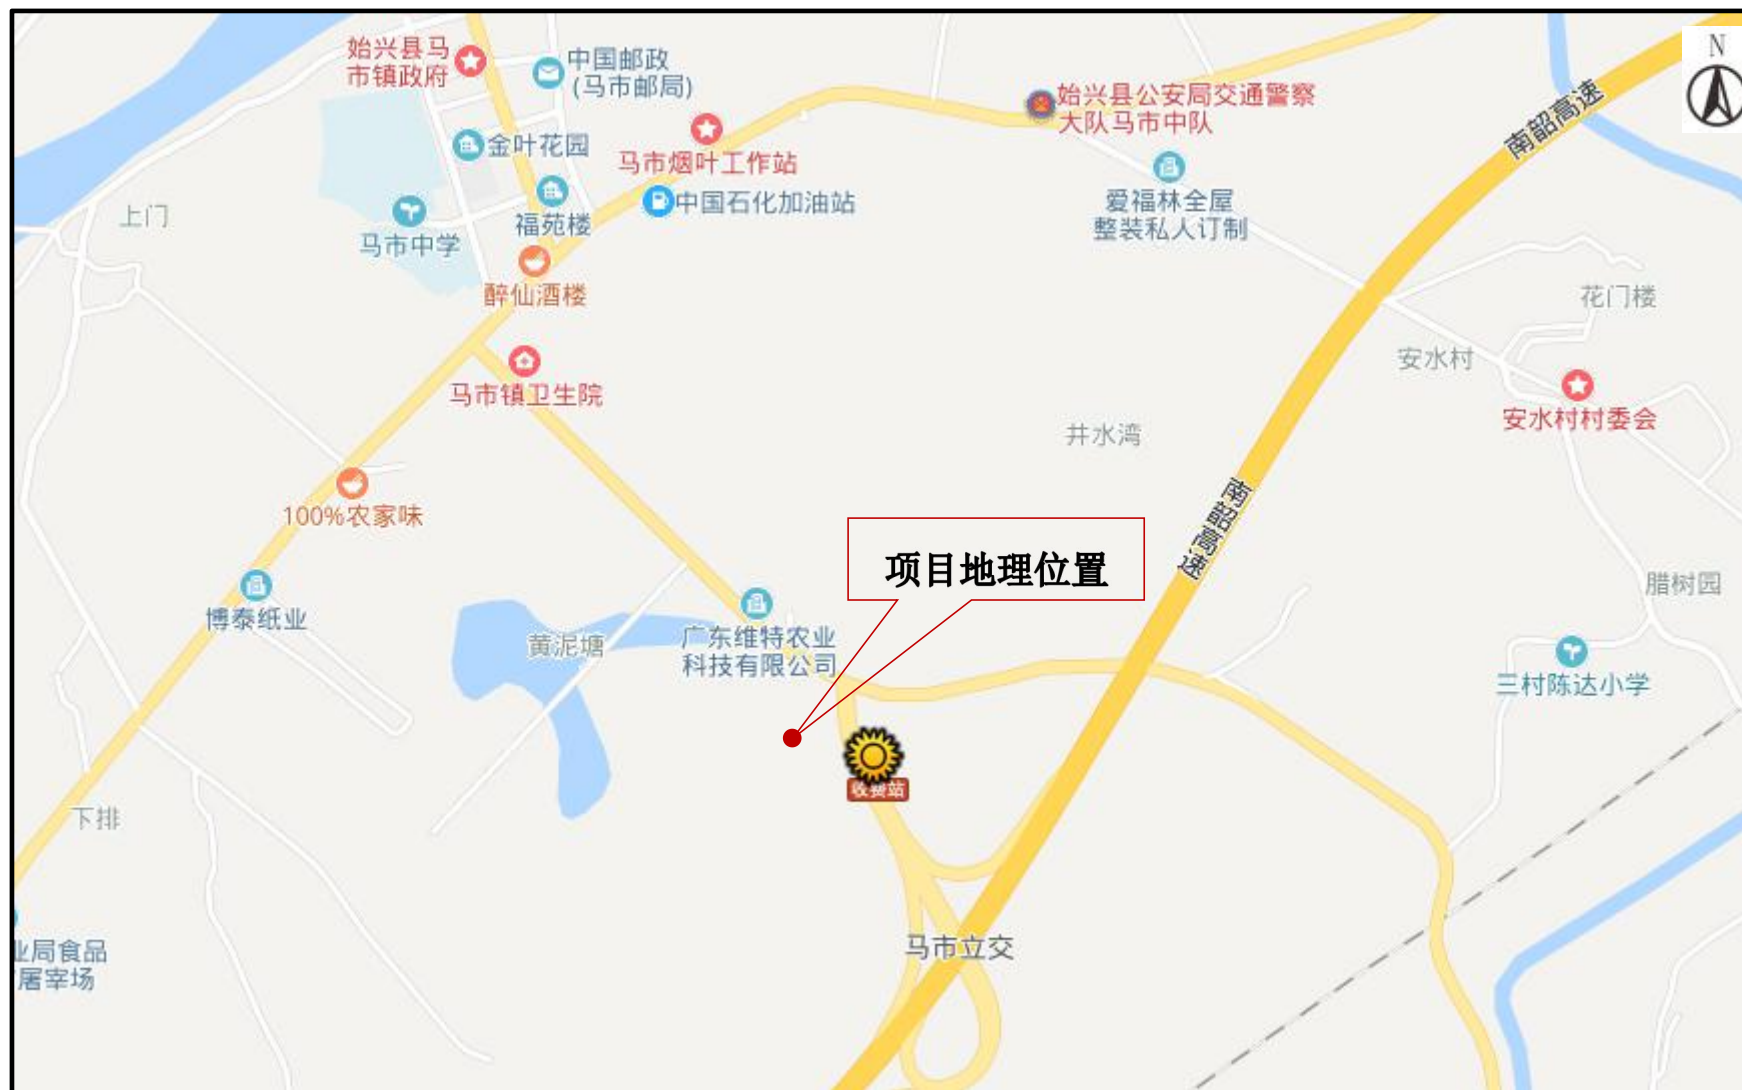 始兴县马
市镇政府
中国邮政
(马市邮局)
N
南韶高速
始兴县公安局交通警察
大队马市中队
金叶花园
马市烟叶工作站
中国石化加油站
爱福林全屋
整装私人订制
上门
福苑楼
马市中学
醉仙酒楼
花门楼
安水村
马市镇卫生院
安水村村委会
井水湾
100%农家味
南韶高速
项目地理位置
腊树园
博泰纸业
黄泥塘
广东维特农业
科技有限公司
三村陈达小学
收费站
下排
马市立交
业局食品
屠宰场